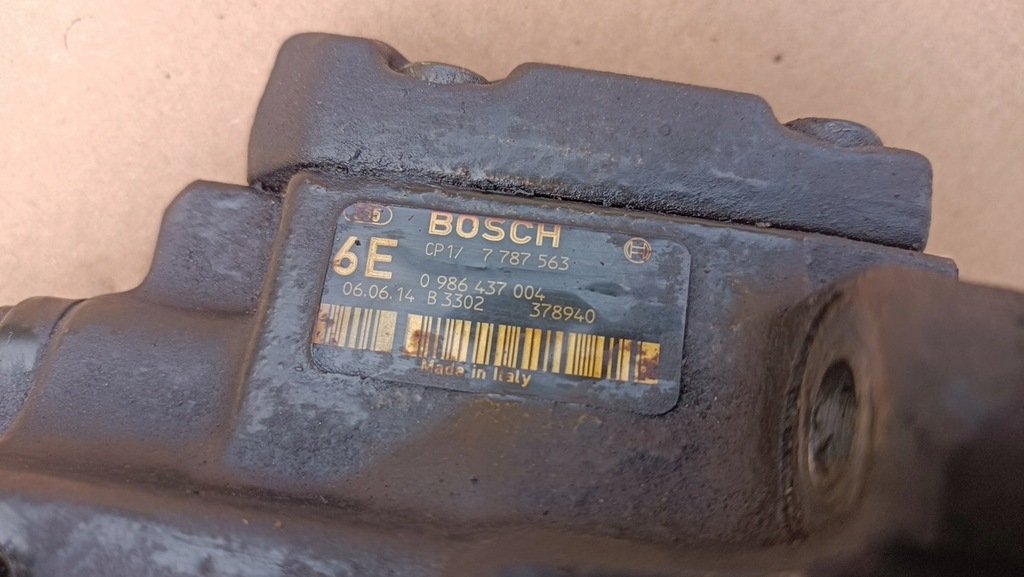 BOSCH
6E
CP1/ 7 787 563
0 986 437 004
06.06.14 B 3302 378940
Made in Italy